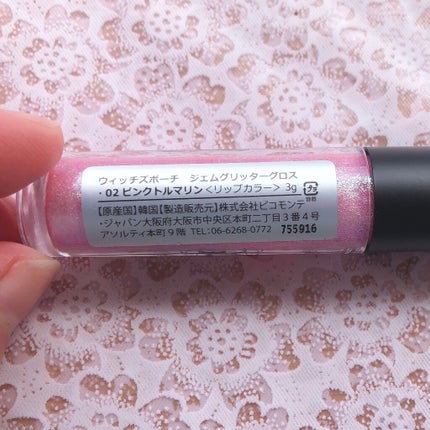 ウィッチズポーチ ジェムグリッターグロス
・02 ピンクトルマリン<リップカラー> 3g
【原産国】韓国【製造販売元】株式会社ピコモンテ
・ジャパン大阪府大阪市中央区本町二丁目3番4号
アソルティ本町9階 TEL:06-6268-0772 755916